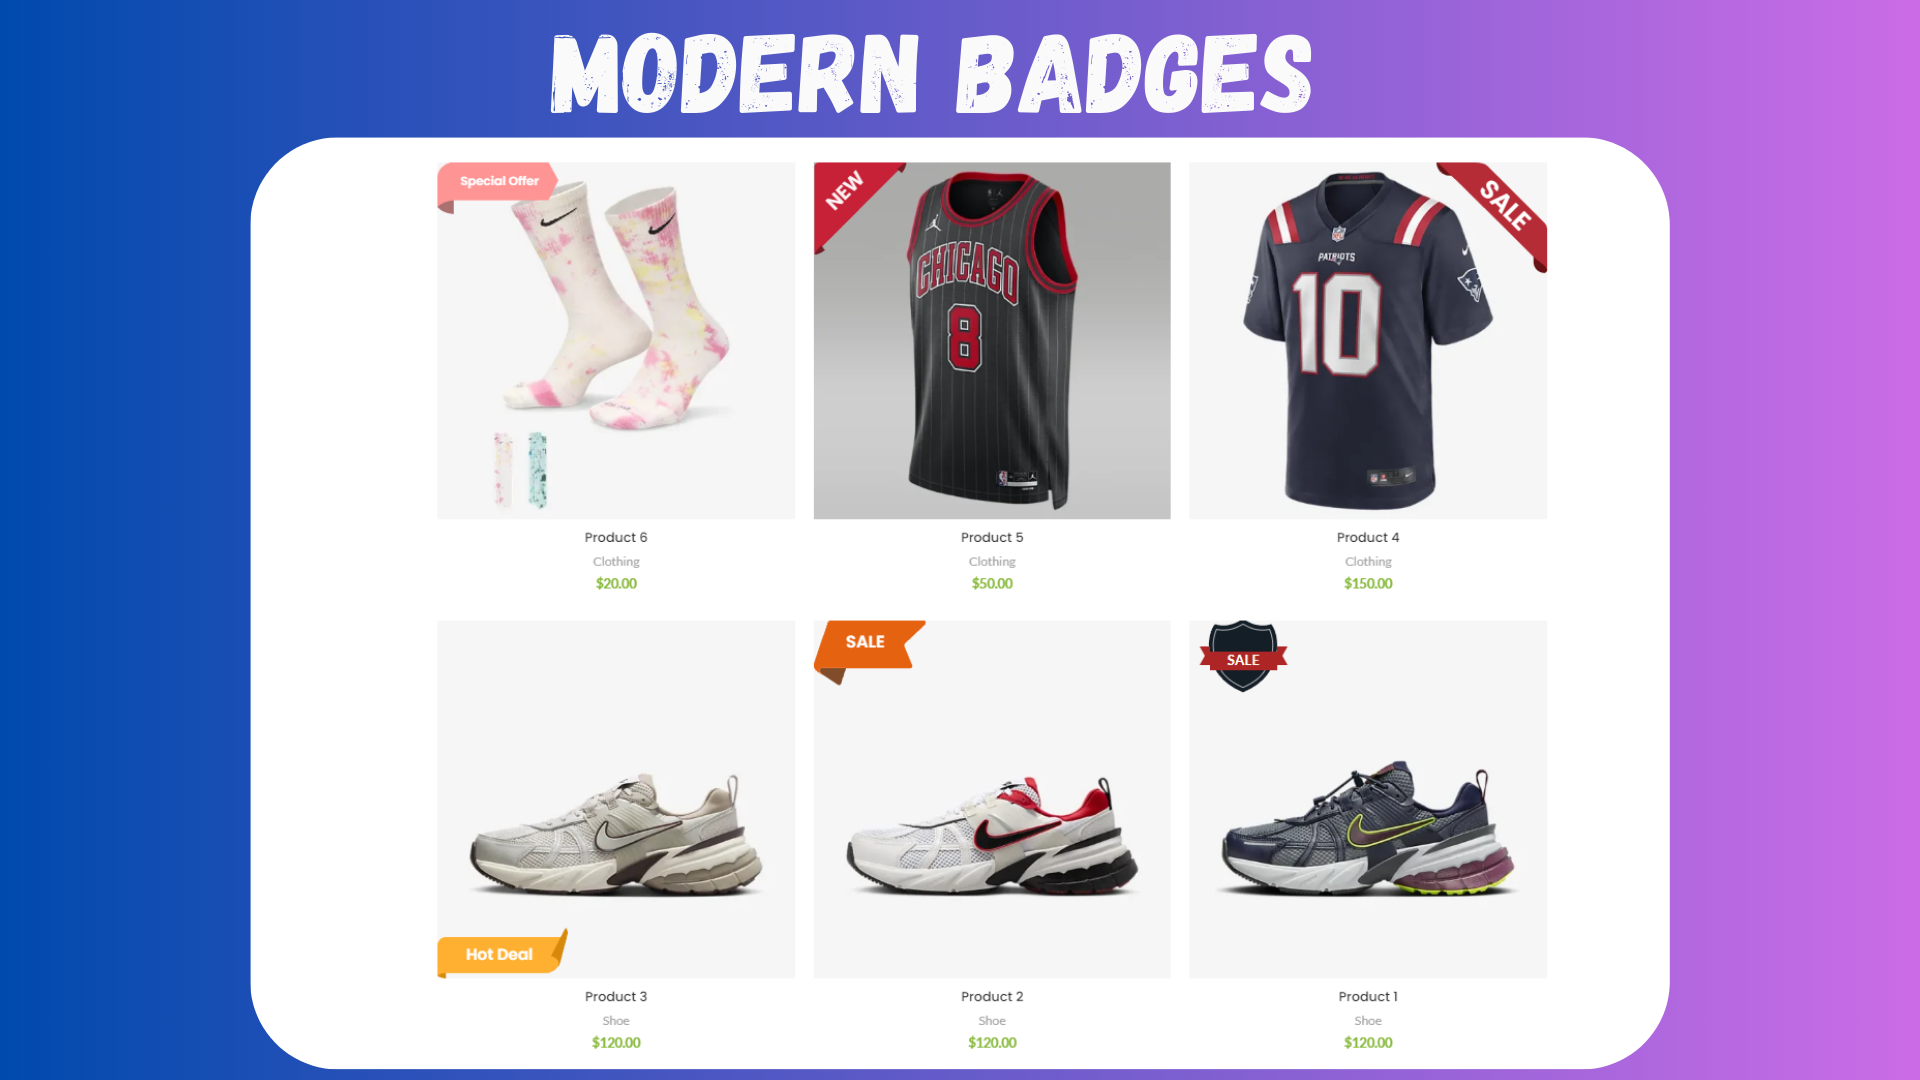 MODERN BADGES
Special Offer
NEW
CHICAGO
8
SALE
PATRIOTS
10
Product 6
Clothing
$20.00
Product 5
Clothing
$50.00
Product 4
Clothing
$150.00
SALE
SALE
Hot Deal
Product 3
Shoe
$120.00
Product 2
Shoe
$120.00
Product 1
Shoe
$120.00